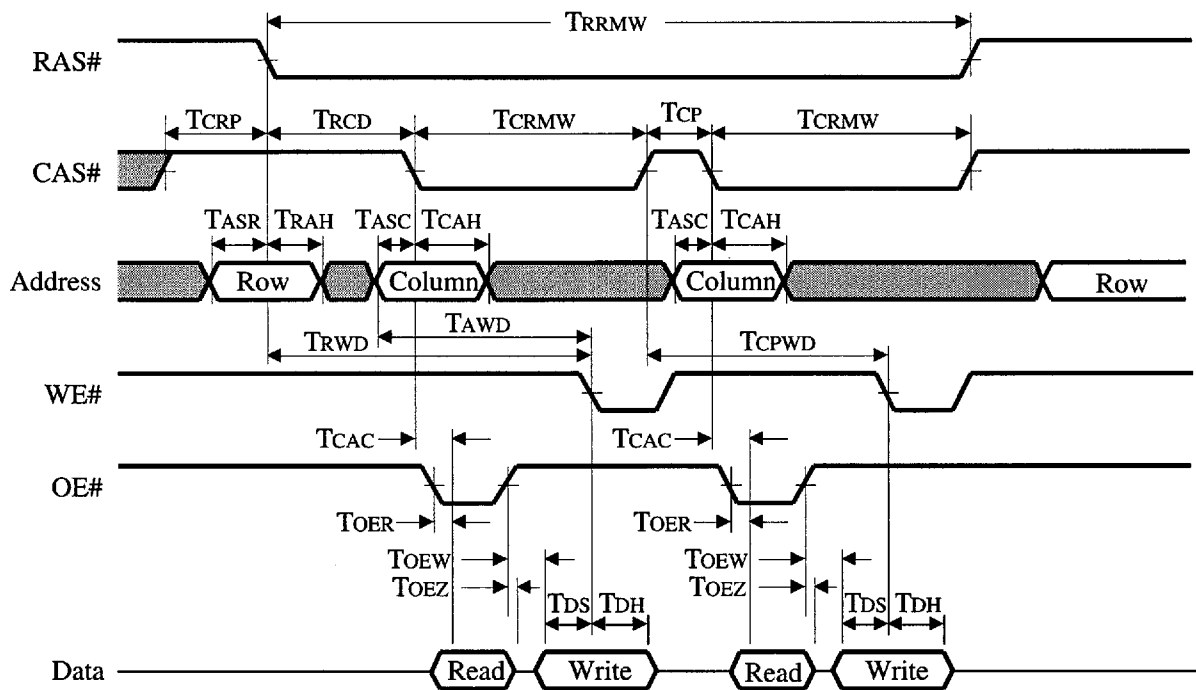 TRRMW
RAS#
TCRP TRCD TCRMW TCP TCRMW
CAS#
TASR TRAH TASC TCAH TASC TCAH
Address Row Column Column Row
TAWD
TRWD TCPWD
WE#
TCAC TCAC
OE#
TOER TOER
TOEW TOEW
TOEZ TOEZ
TDS TDH TDS TDH
Data Read Write Read Write